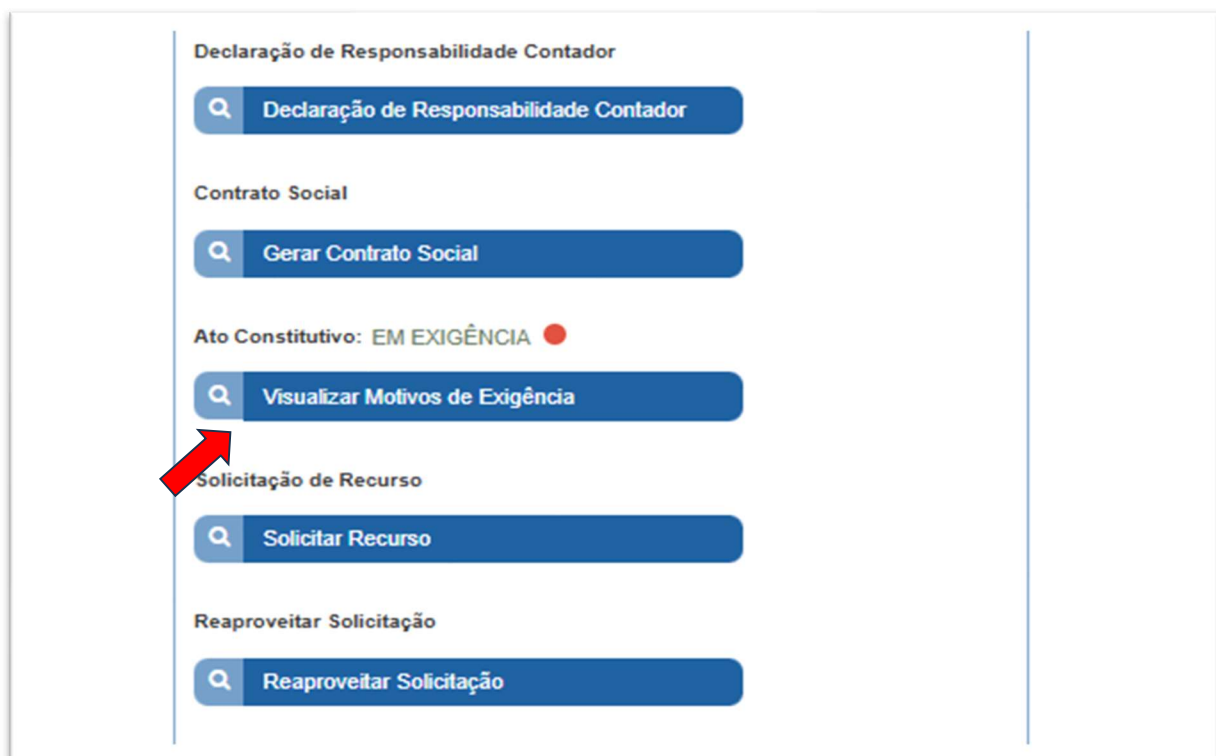 Declaração de Responsabilidade Contador
Declaração de Responsabilidade Contador
Contrato Social
Gerar Contrato Social
Ato Constitutivo: EM EXIGÊNCIA
Visualizar Motivos de Exigência
Solicitação de Recurso
Solicitar Recurso
Reaproveitar Solicitação
Reaproveitar Solicitação